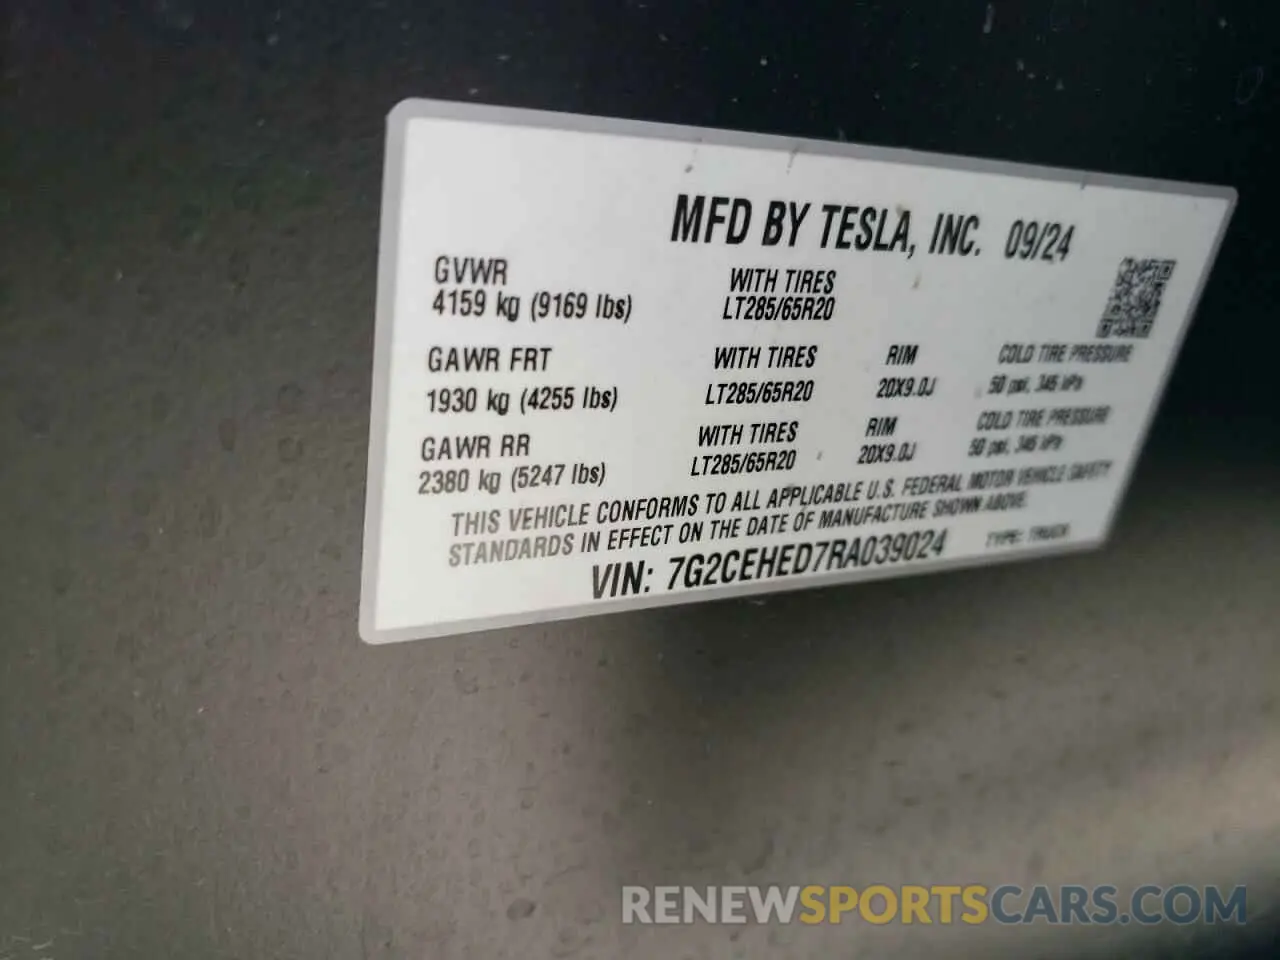 MFD BY TESLA, INC. 09/24
GVWR WITH TIRES
4159 kg (9169 lbs) LT285/65R20
GAWR FRT WITH TIRES RIM COLD TIRE PRESSURE
1930 kg (4255 lbs) LT285/65R20 20X9.0J 50 psi, 345 kPa
GAWR RR WITH TIRES RIM COLD TIRE PRESSURE
2380 kg (5247 lbs) LT285/65R20 20X9.0J 50 psi, 345 kPa
THIS VEHICLE CONFORMS TO ALL APPLICABLE U.S. FEDERAL MOTOR VEHICLE SAFETY
STANDARDS IN EFFECT ON THE DATE OF MANUFACTURE SHOWN ABOVE.
VIN: 7G2CEHED7RA039024 TYPE: TRUCK
RENEWSPORTSCARS.COM